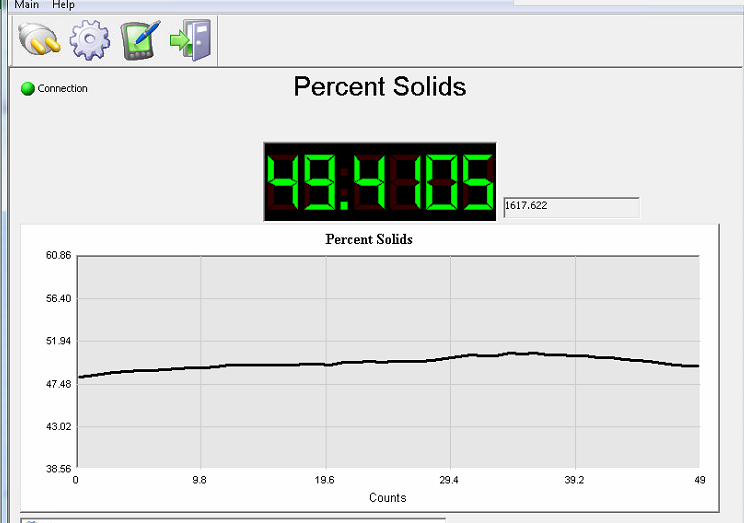 Main Help
Connection
Percent Solids
49.4105
1617.622
Percent Solids
60.86
56.40
51.94
47.48
43.02
38.56
0 9.8 19.6 29.4 39.2 49
Counts